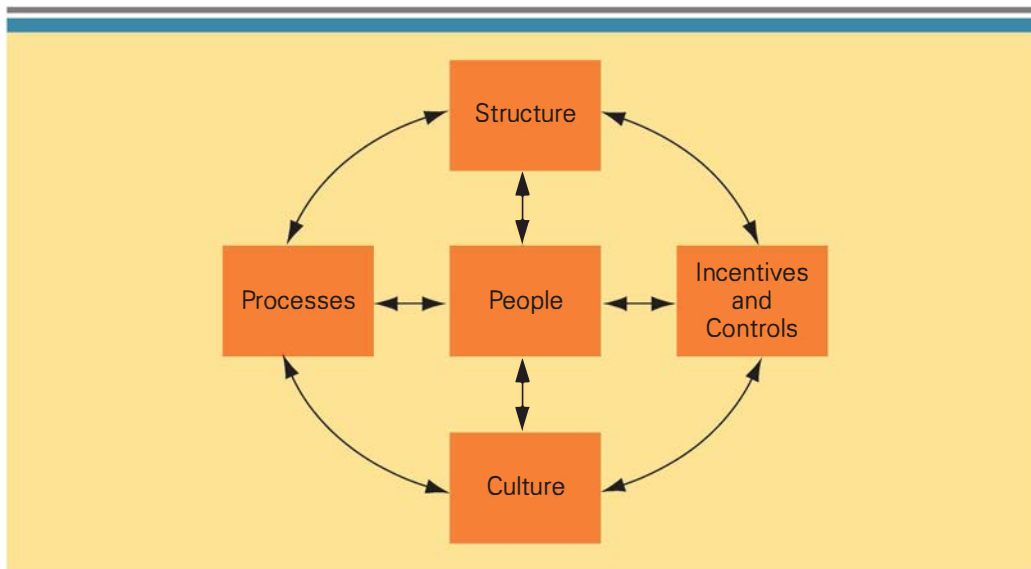 Structure
Processes
People
Incentives
and
Controls
Culture